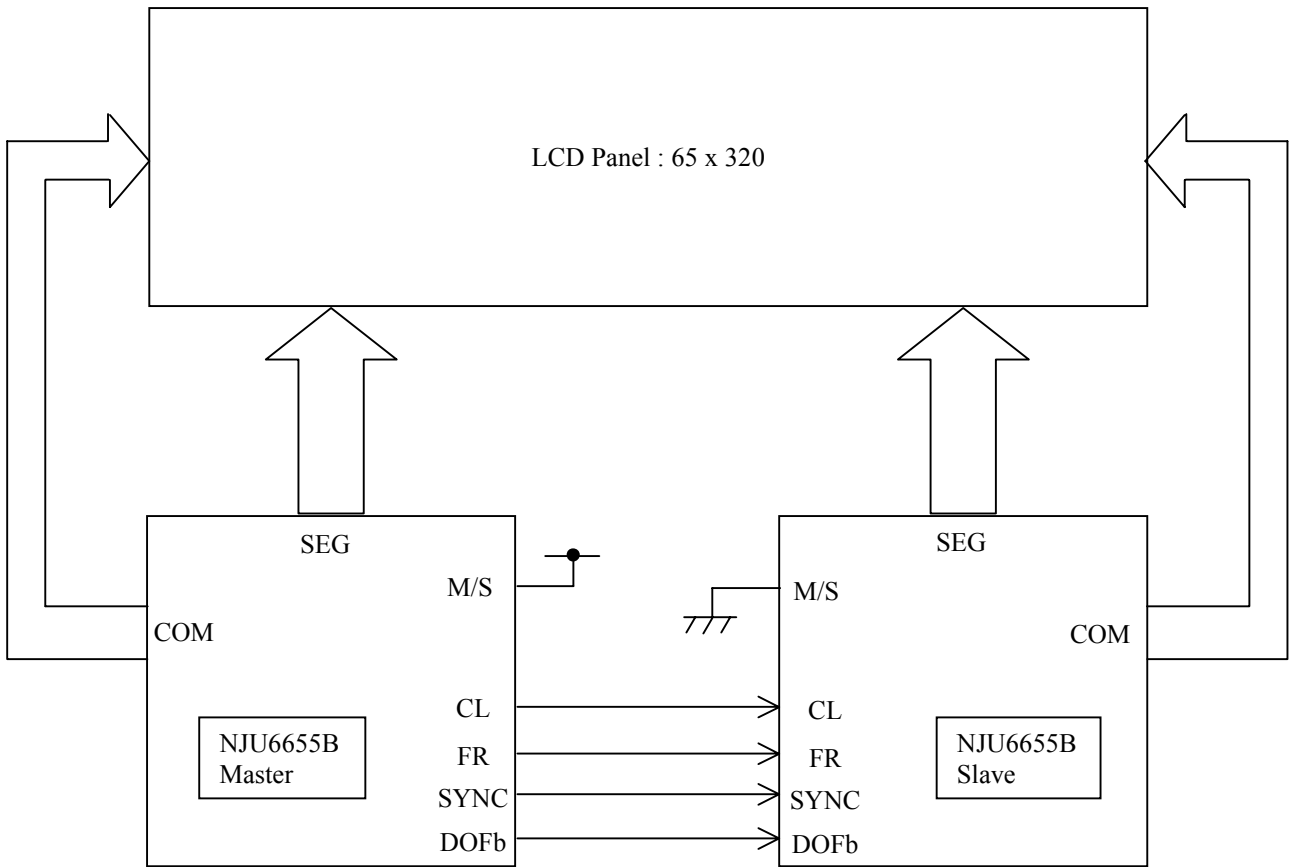 LCD Panel : 65 x 320
SEG
M/S
COM
CL
FR
SYNC
DOFb
NJU6655B
Master
SEG
M/S
COM
CL
FR
SYNC
DOFb
NJU6655B
Slave